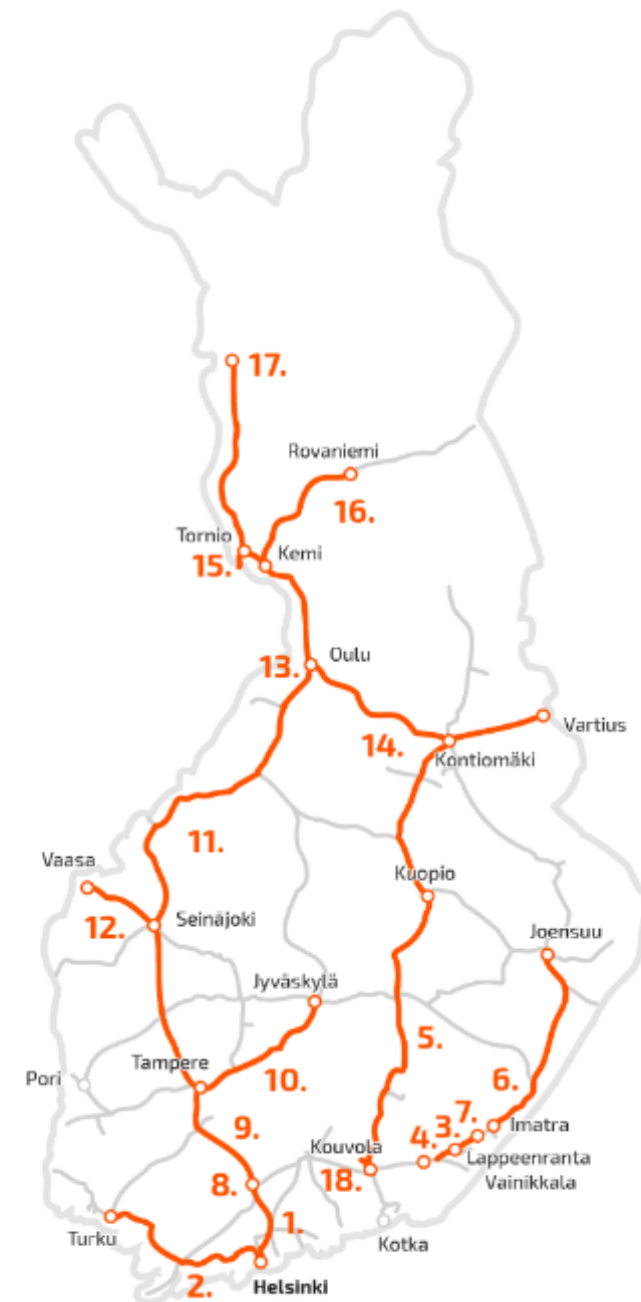 17.
Rovaniemi
16.
Tornio
15.
Kemi
Oulu
13.
Vartius
14.
Kontiomäki
11.
Vaasa
Kuopio
12.
Seinäjoki
Joensuu
Jyväskylä
5.
Tampere
Pori
10.
6.
9.
7.
Imatra
3.
Kouvola
4.
Lappeenranta
18.
8.
Vainikkala
1.
Turku
Kotka
2.
Helsinki